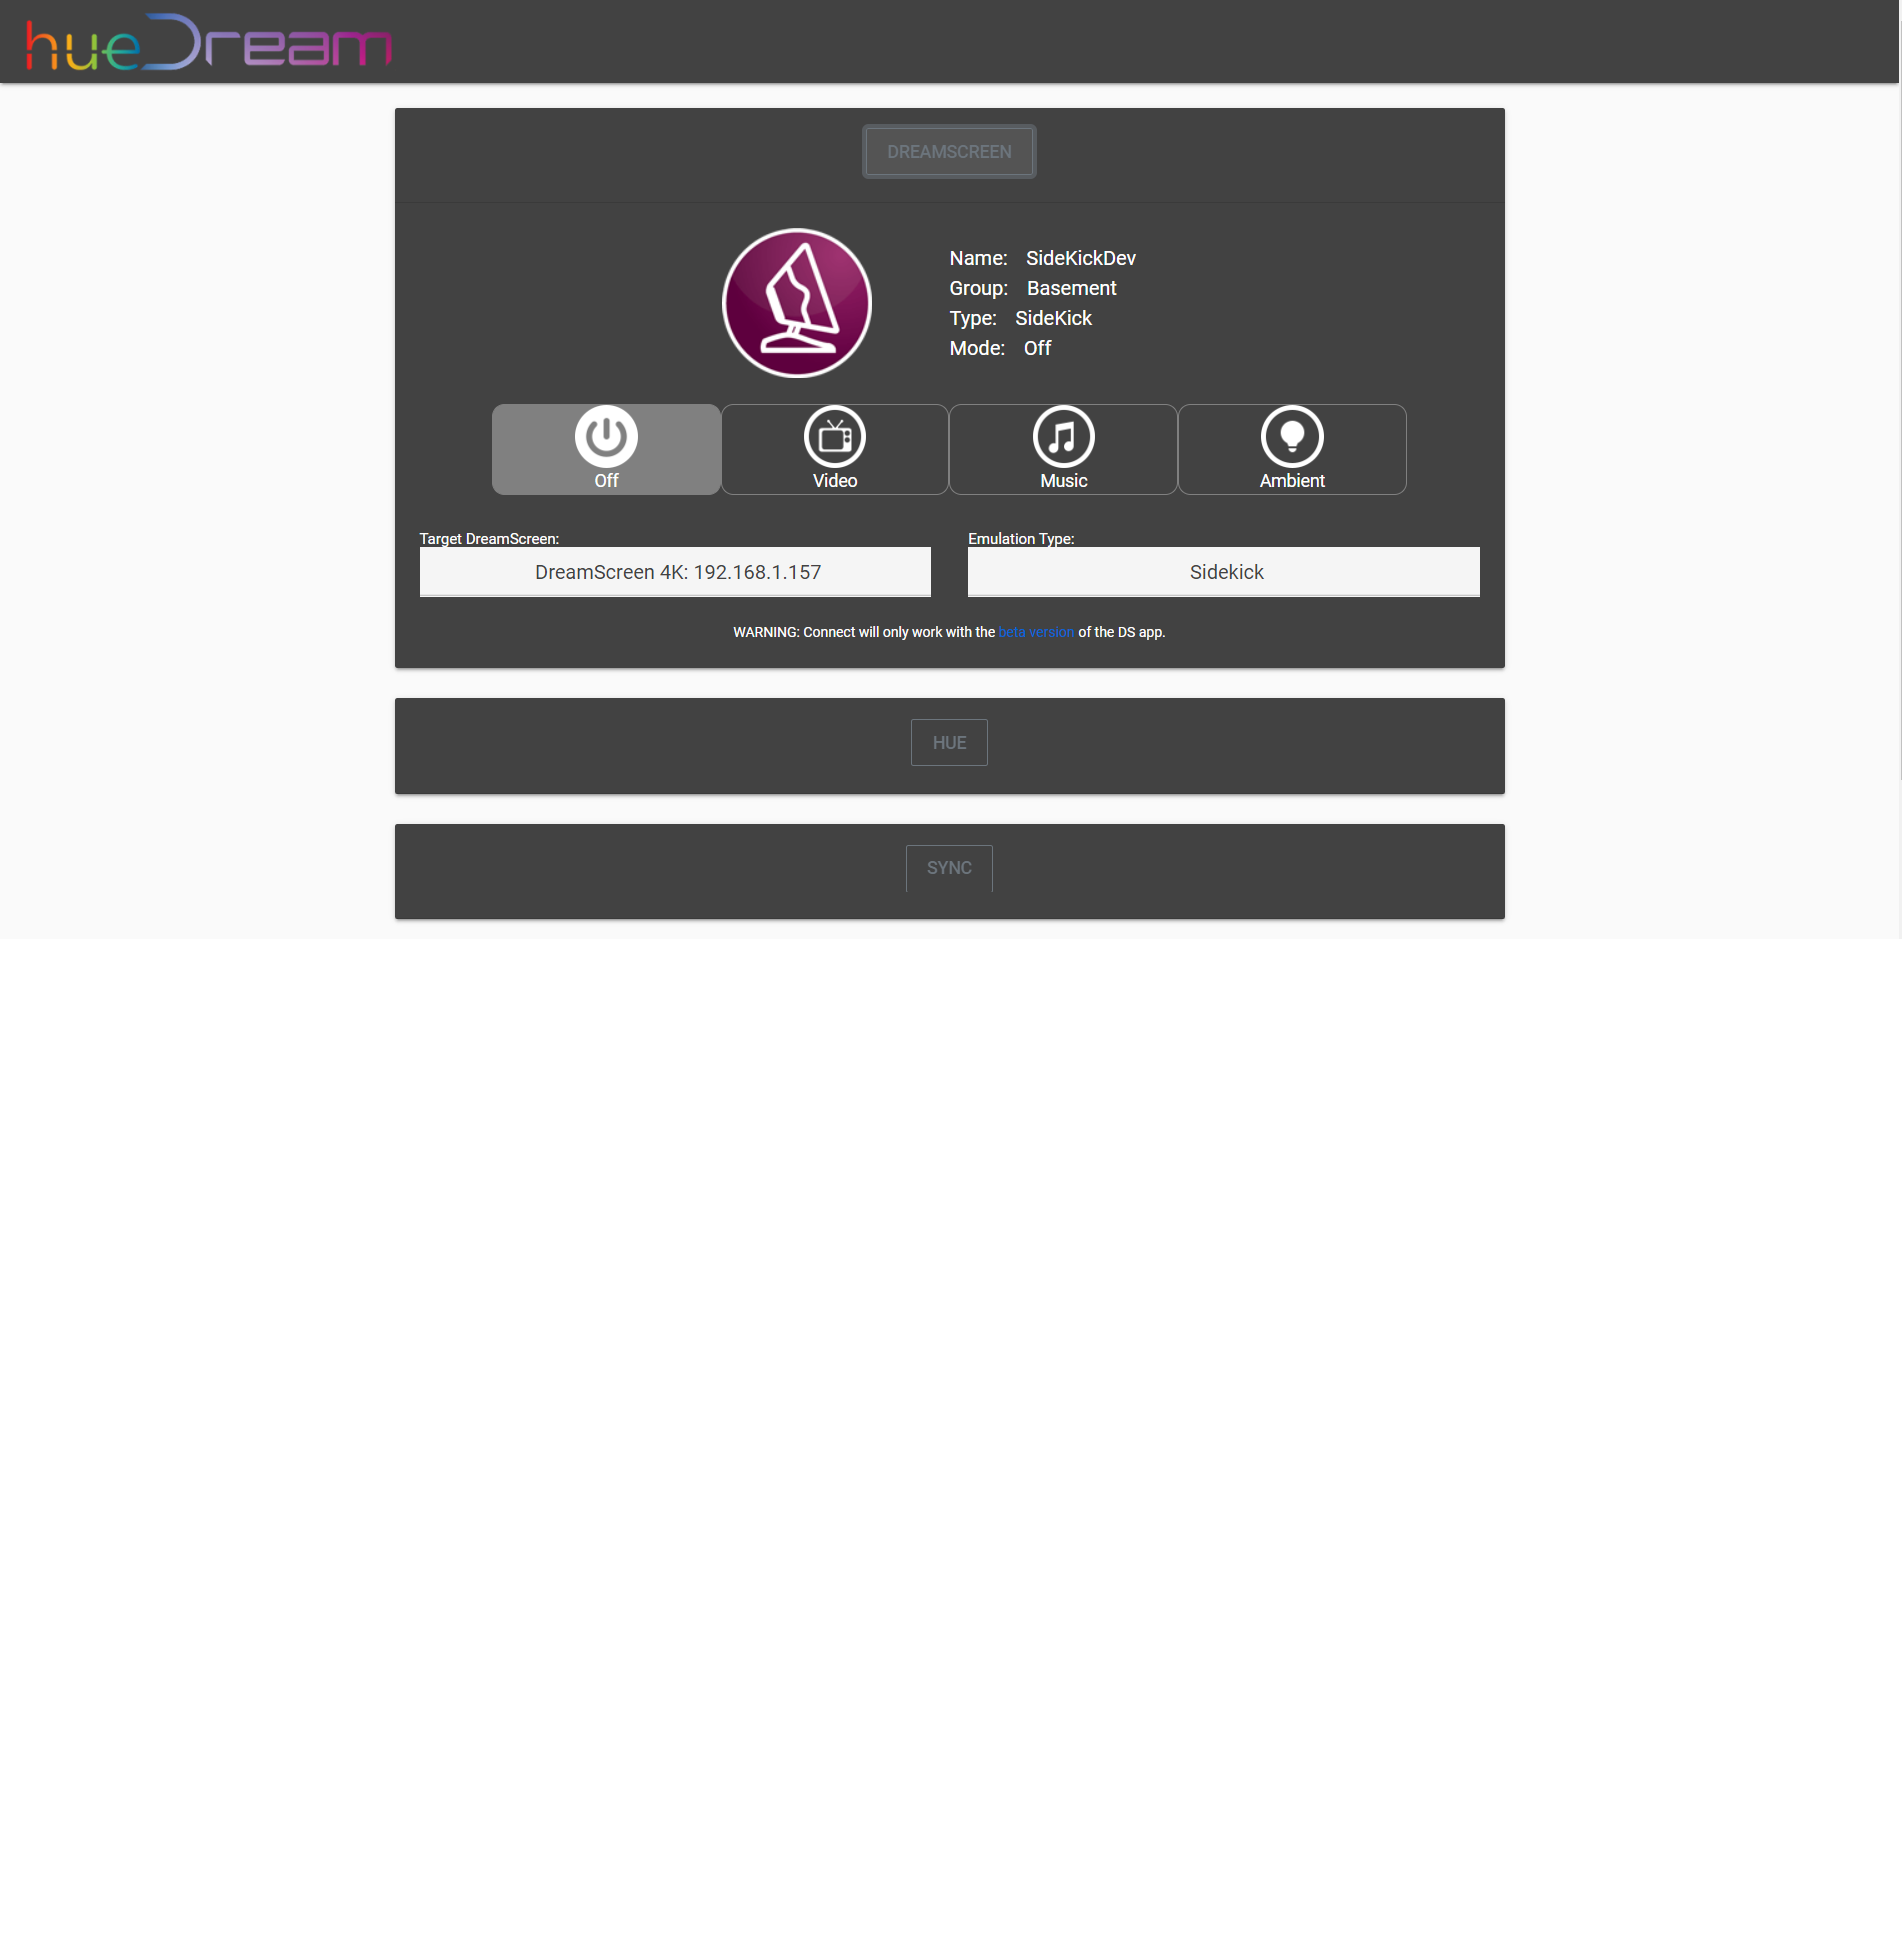 hueDream
DREAMSCREEN
Name: SideKickDev
Group: Basement
Type: SideKick
Mode: Off
Off Video Music Ambient
Target DreamScreen: Emulation Type:
DreamScreen 4K: 192.168.1.157 Sidekick
WARNING: Connect will only work with the beta version of the DS app.
HUE
SYNC